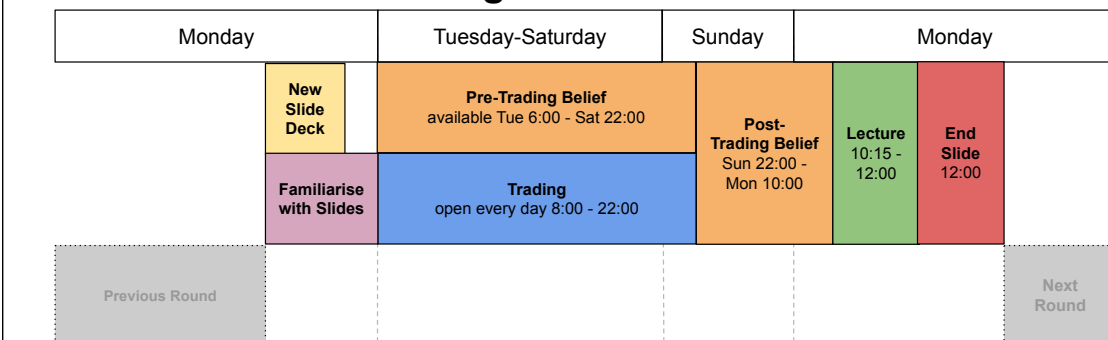 Monday
Tuesday-Saturday
Sunday
Monday
New
Slide
Deck
Pre-Trading Belief
available Tue 6:00 - Sat 22:00
Post-
Trading Belief
Sun 22:00 -
Mon 10:00
Lecture
10:15 -
12:00
End
Slide
12:00
Familiarise
with Slides
Trading
open every day 8:00 - 22:00
Previous Round
Next
Round